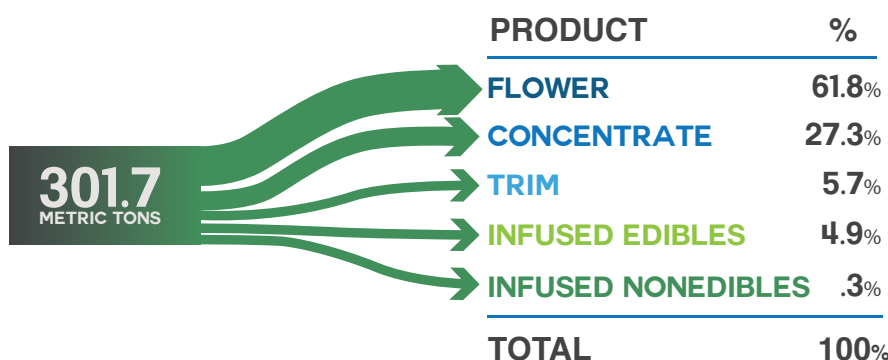 PRODUCT %
FLOWER 61.8%
CONCENTRATE 27.3%
301.7
METRIC TONS
TRIM 5.7%
INFUSED EDIBLES 4.9%
INFUSED NONEDIBLES .3%
TOTAL 100%